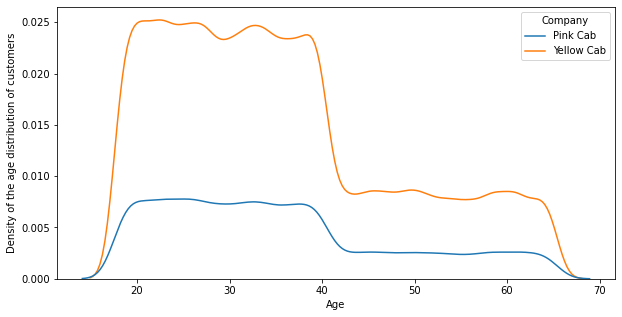 Company
Pink Cab
Yellow Cab
Density of the age distribution of customers
0.025
0.020
0.015
0.010
0.005
0.000
20
30
40
50
60
70
Age